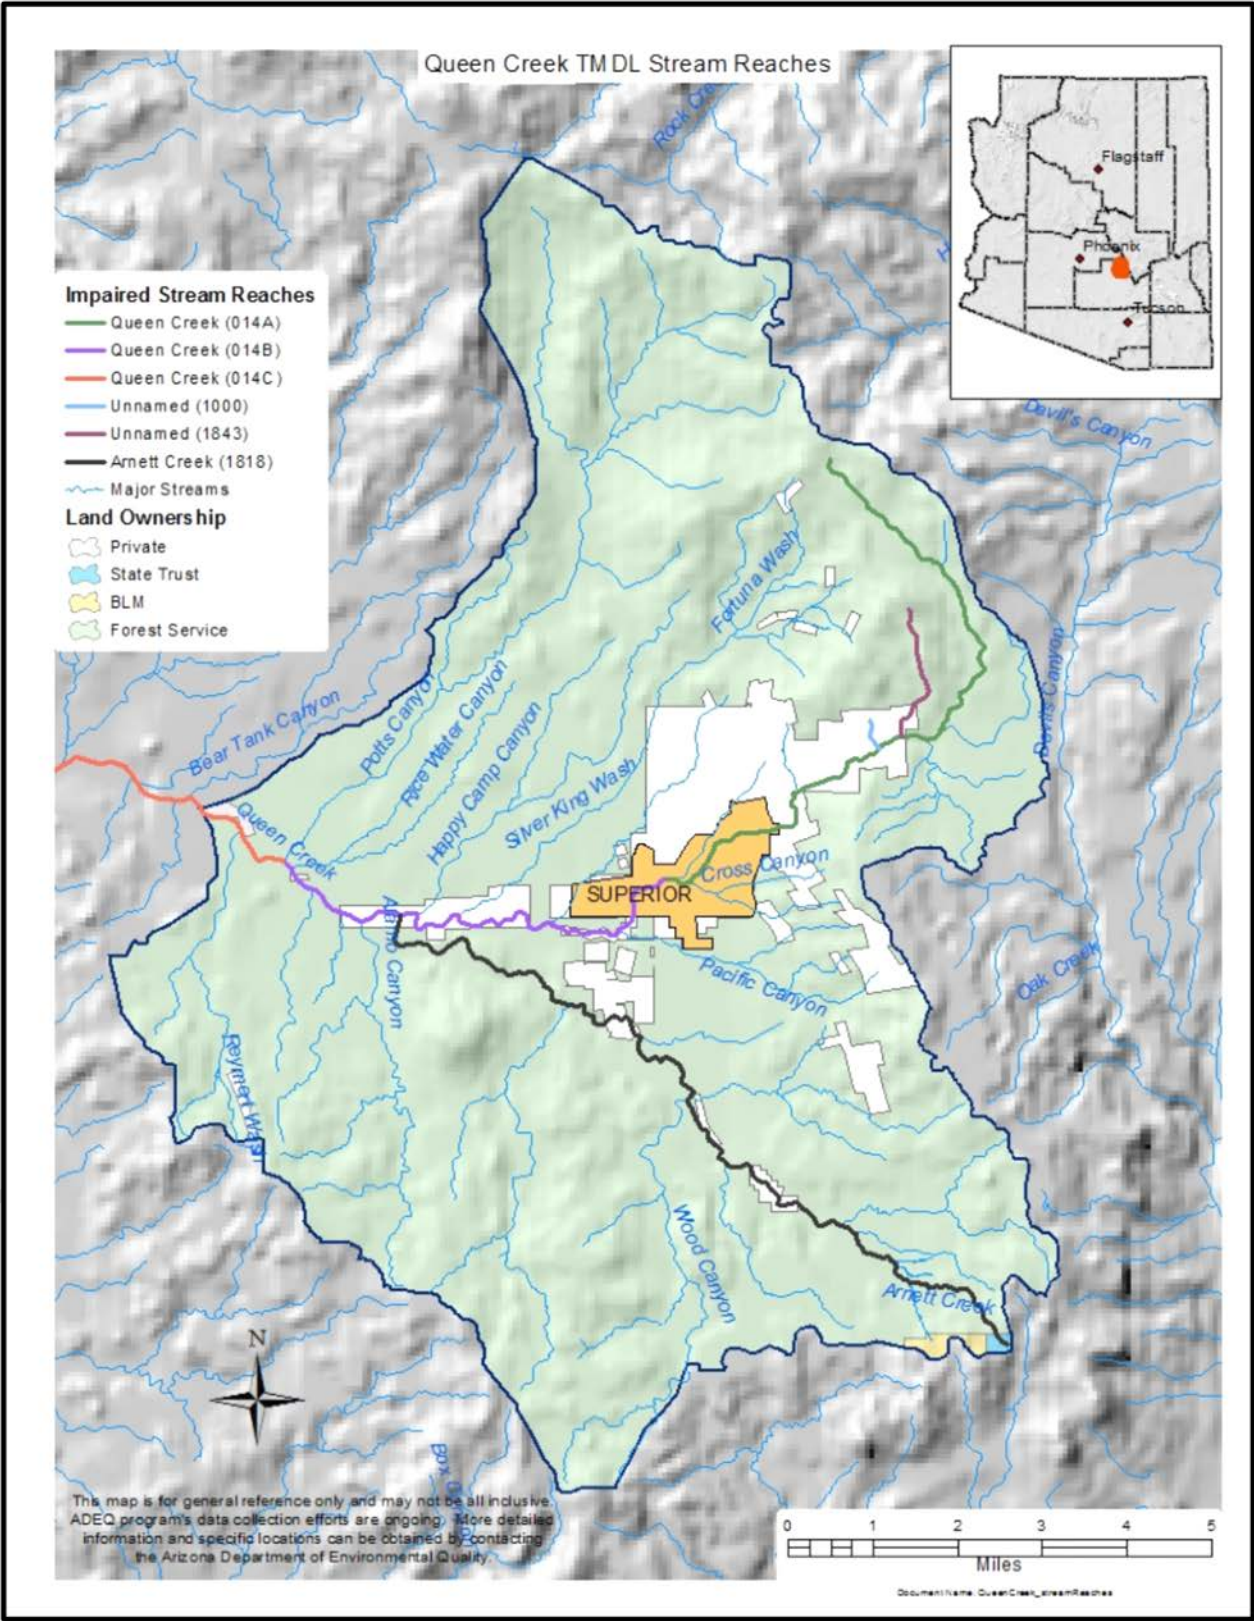 Queen Creek TMDL Stream Reaches
Rock Cre
Flagstaff
Phoenix
Tucson
Impaired Stream Reaches
Queen Creek (014A)
Queen Creek (014B)
Queen Creek (014C)
Unnamed (1000)
Unnamed (1843)
Arnett Creek (1818)
Major Streams
Land Ownership
Private
State Trust
BLM
Forest Service
H
Devil's Canyon
Fortuna Wash
Devils Canyon
Bear Tank Canyon
Potts Canyon
Rice Water Canyon
Happy Camp Canyon
Silver King Wash
Queen Creek
Cross Canyon
SUPERIOR
Alamo Canyon
Pacific Canyon
Oak Creek
Reymert Wash
Wood Canyon
Arnett Creek
N
Box
This map is for general reference only and may not be all inclusive.
ADEQ program's data collection efforts are ongoing. More detailed
information and specific locations can be obtained by contacting
the Arizona Department of Environmental Quality.
0 1 2 3 4 5
Miles
Document Name: QueenCreek_streamReaches